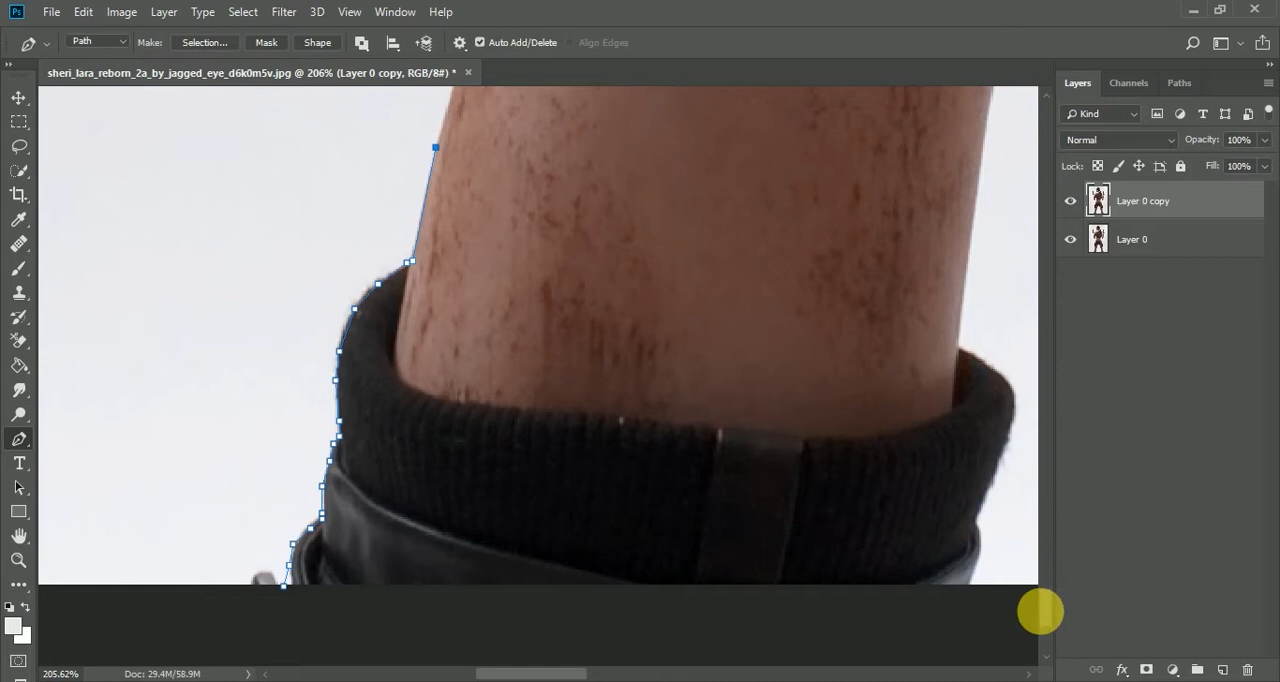 Ps File Edit Image Layer Type Select Filter 3D View Window Help
Path Make: Selection... Mask Shape Auto Add/Delete Align Edges
sheri_lara_reborn_2a_by_jagged_eye_d6k0m5v.jpg @ 206% (Layer 0 copy, RGB/8#) *
Layers Channels Paths
Kind
Normal Opacity: 100%
Lock: Fill: 100%
Layer 0 copy
Layer 0
205.62% Doc: 29.4M/58.9M